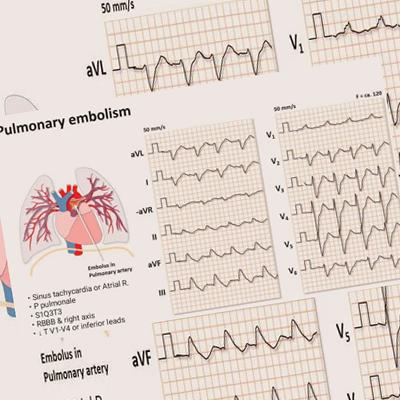 50 mm/s
aVL
V1
Pulmonary embolism
50 mm/s
aVL
I
-aVR
II
aVF
III
50 mm/s
F = ca. 120
V1
V2
V3
V4
V5
V6
Embolus in
Pulmonary artery
• Sinus tachycardia or Atrial R.
• P pulmonale
• S1Q3T3
• RBBB & right axis
• ↓ T V1-V4 or inferior leads
Embolus in
Pulmonary artery
aVF
V5